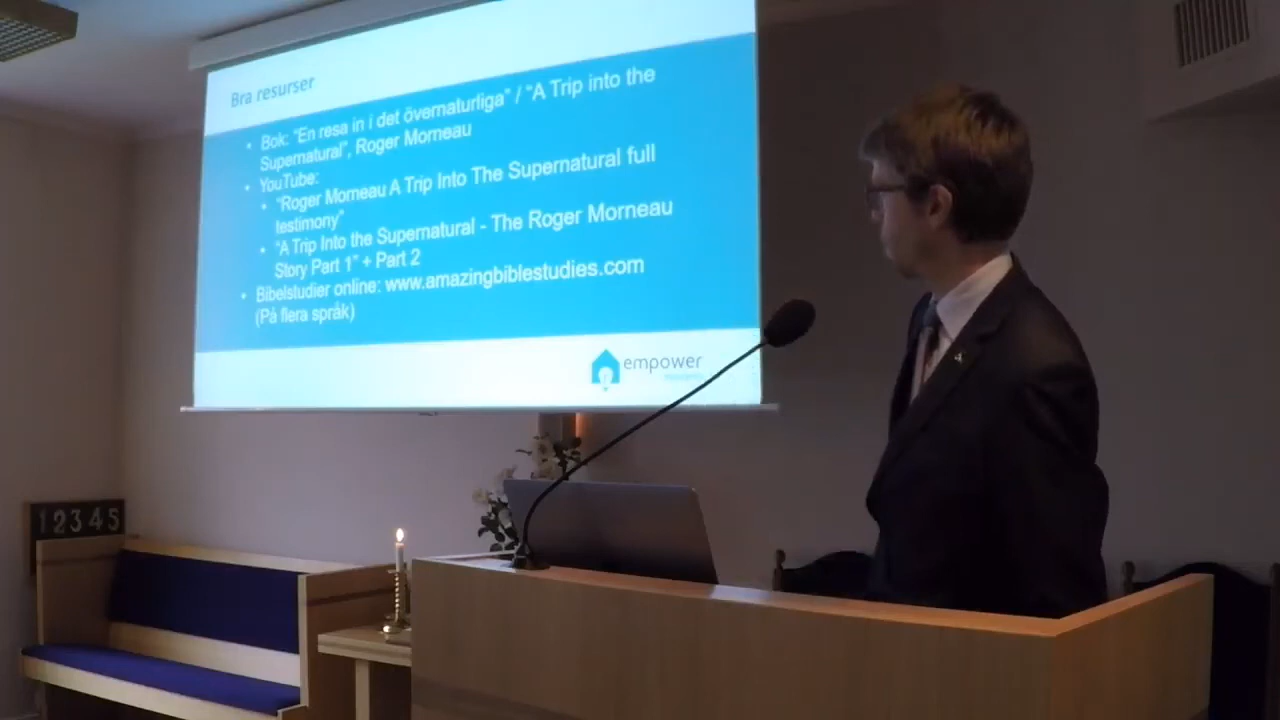 Bra resurser
• Bok: "En resa in i det övernaturliga" / "A Trip into the
Supernatural", Roger Morneau
• YouTube:
• "Roger Morneau A Trip Into The Supernatural full
testimony"
• "A Trip Into the Supernatural - The Roger Morneau
Story Part 1" + Part 2
• Bibelstudier online: www.amazingbiblestudies.com
(På flera språk)
empower
12345